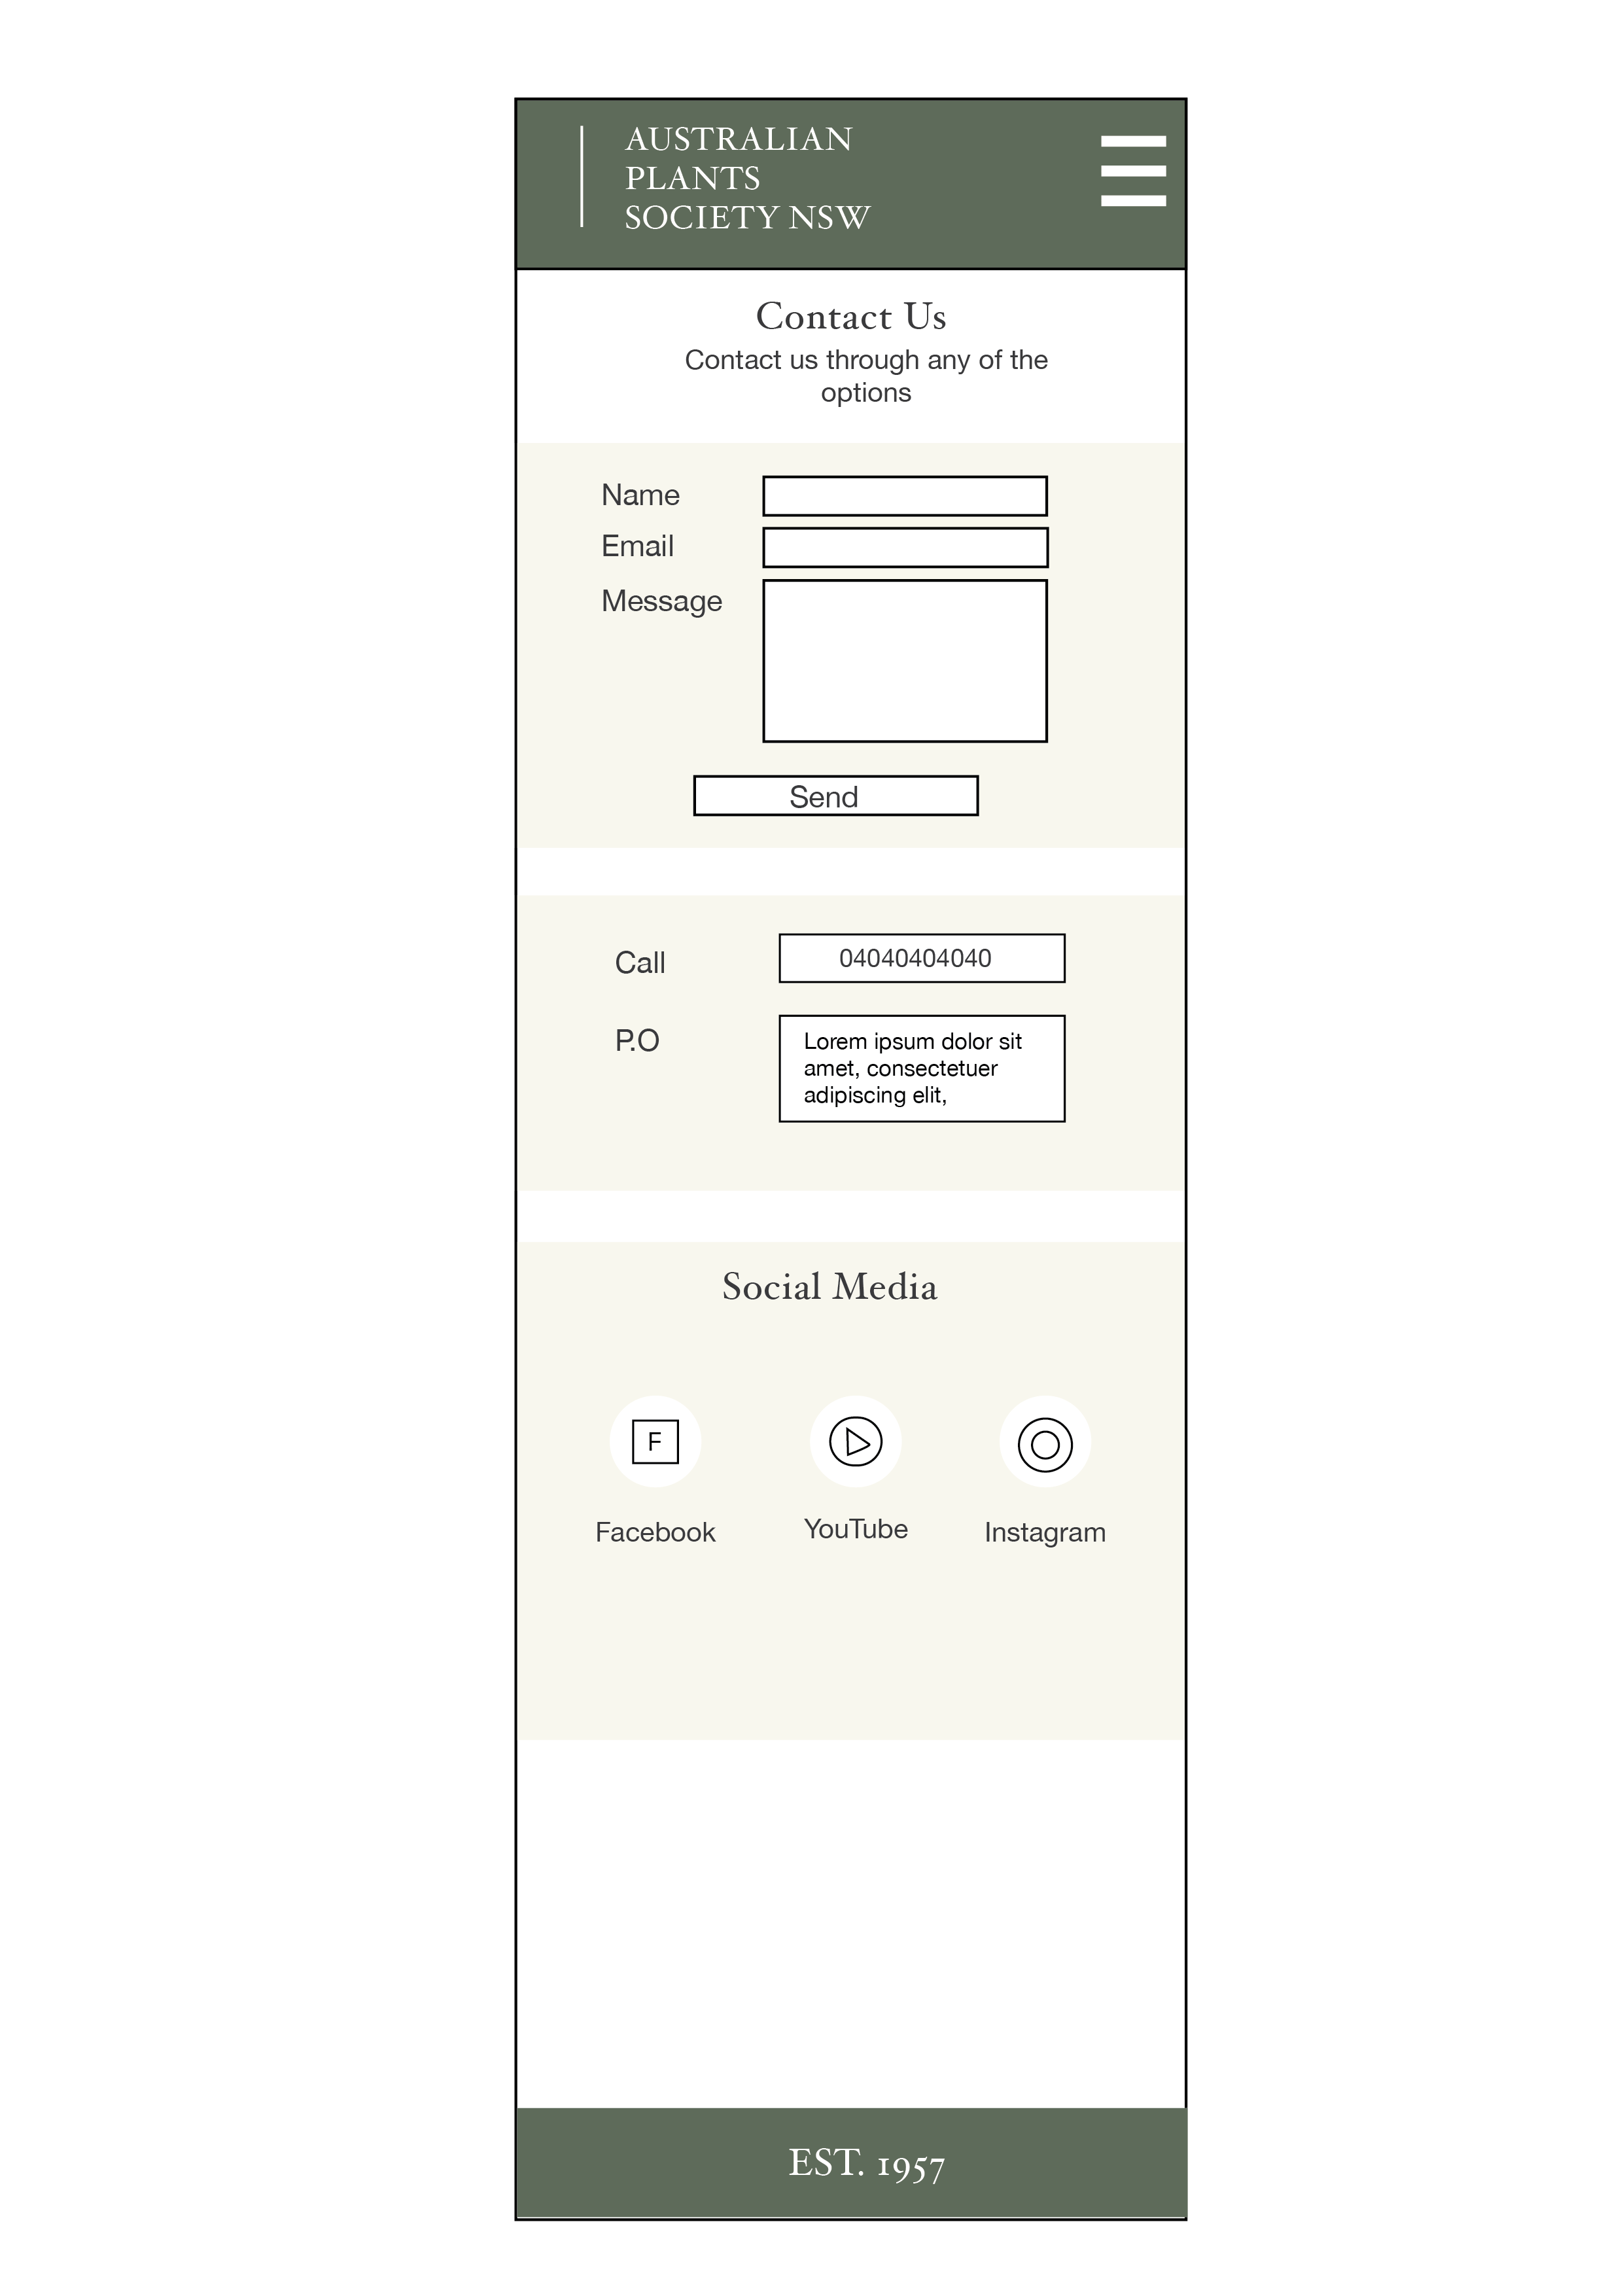 AUSTRALIAN
PLANTS
SOCIETY NSW
Contact Us
Contact us through any of the
options
Name
Email
Message
Send
Call
04040404040
P.O
Lorem ipsum dolor sit
amet, consectetuer
adipiscing elit,
Social Media
F
Facebook
YouTube
Instagram
EST. 1957